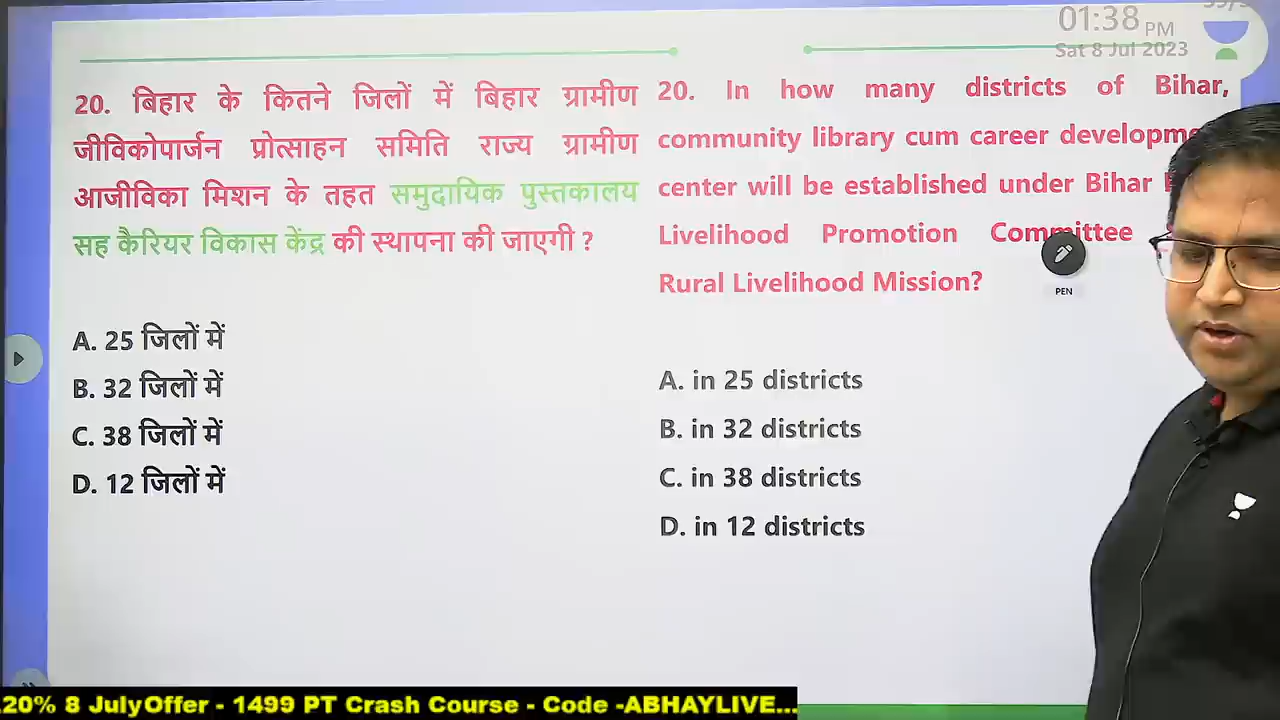 01:38 PM
Sat 8 Jul 2023
20. बिहार के कितने जिलों में बिहार ग्रामीण
जीविकोपार्जन प्रोत्साहन समिति राज्य ग्रामीण
आजीविका मिशन के तहत समुदायिक पुस्तकालय
सह कैरियर विकास केंद्र की स्थापना की जाएगी ?
A. 25 जिलों में
B. 32 जिलों में
C. 38 जिलों में
D. 12 जिलों में
20. In how many districts of Bihar,
community library cum career developme
center will be established under Bihar
Livelihood Promotion Committee
Rural Livelihood Mission?
PEN
A. in 25 districts
B. in 32 districts
C. in 38 districts
D. in 12 districts
.20% 8 JulyOffer - 1499 PT Crash Course - Code -ABHAYLIVE...